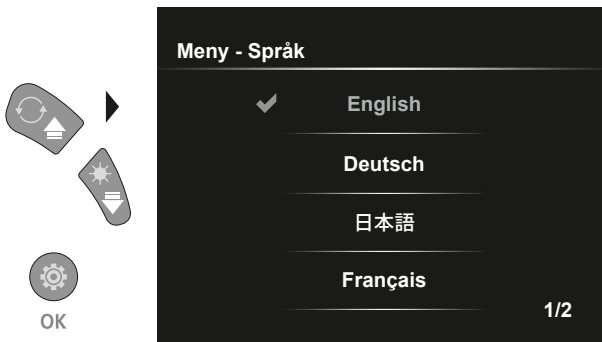 Meny - Språk
English
Deutsch
日本語
Français
1/2
OK